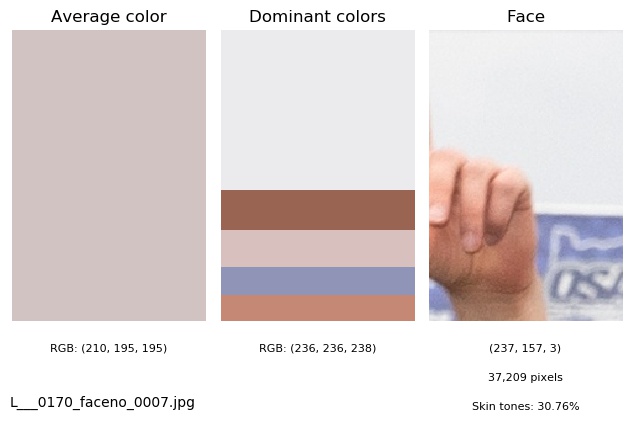 Average color
Dominant colors
Face
OSA
RGB: (210, 195, 195)
RGB: (236, 236, 238)
(237, 157, 3)
37,209 pixels
Skin tones: 30.76%
L___0170_faceno_0007.jpg